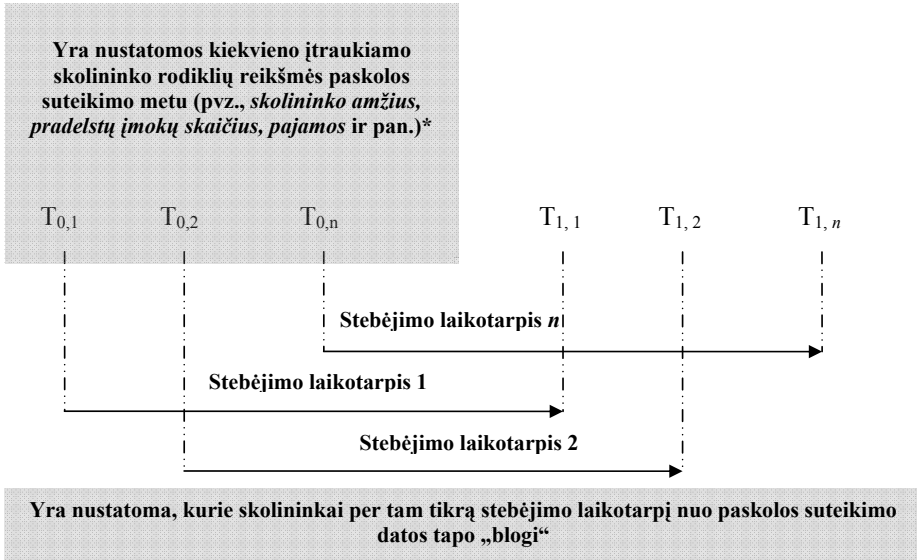 Yra nustatomos kiekvieno įtraukiamo
skolininko rodiklių reikšmės paskolos
suteikimo metu (pvz., skolininko amžius,
pradelstų įmokų skaičius, pajamos ir pan.)*
T0,1 T0,2 T0,n T1, 1 T1, 2 T1, n
Stebėjimo laikotarpis n
Stebėjimo laikotarpis 1
Stebėjimo laikotarpis 2
Yra nustatoma, kurie skolininkai per tam tikrą stebėjimo laikotarpį nuo paskolos suteikimo
datos tapo „blogi“